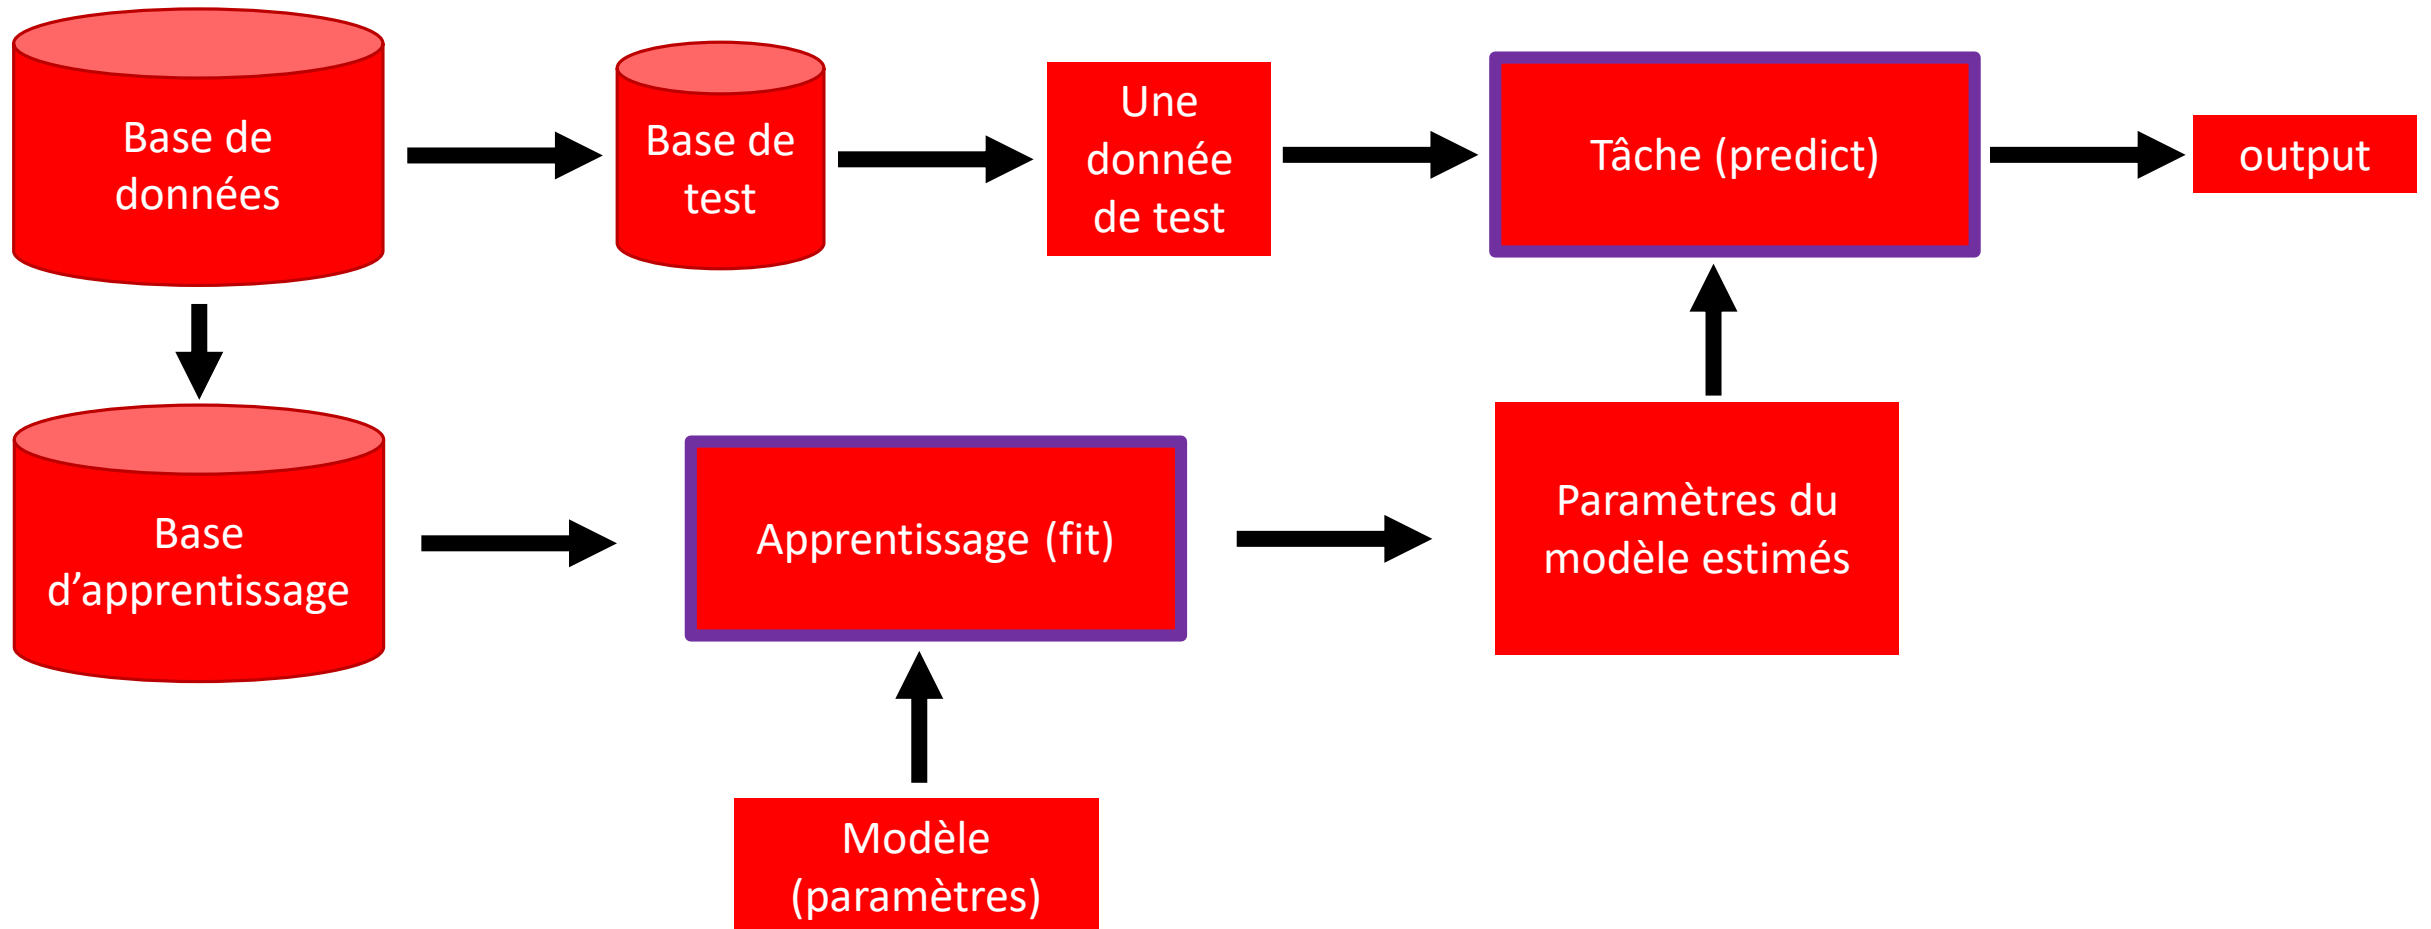 Base de
données
Base de
test
Une
donnée
de test
Tâche (predict)
output
Base
d’apprentissage
Apprentissage (fit)
Paramètres du
modèle estimés
Modèle
(paramètres)